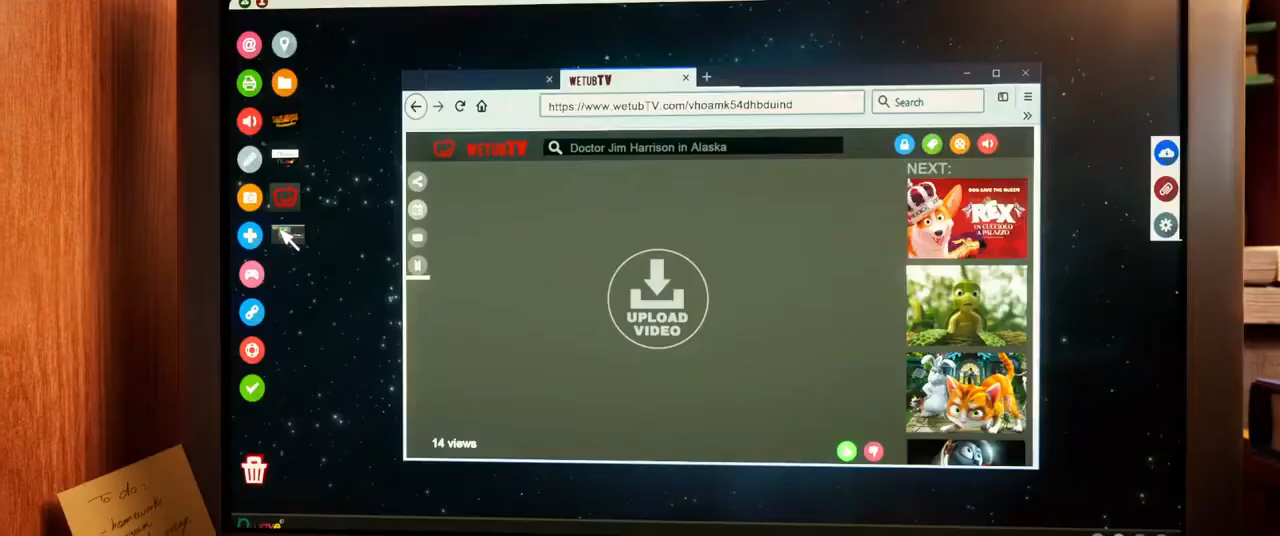 WETUBTV
https://www.wetubTV.com/vhoamk54dhbduind
Search
WETUBTV
Doctor Jim Harrison in Alaska
NEXT:
DOG SAVE THE QUEEN
REX
UN CUCCIOLO
A PALAZZO
UPLOAD
VIDEO
14 views
To do:
- homeworks